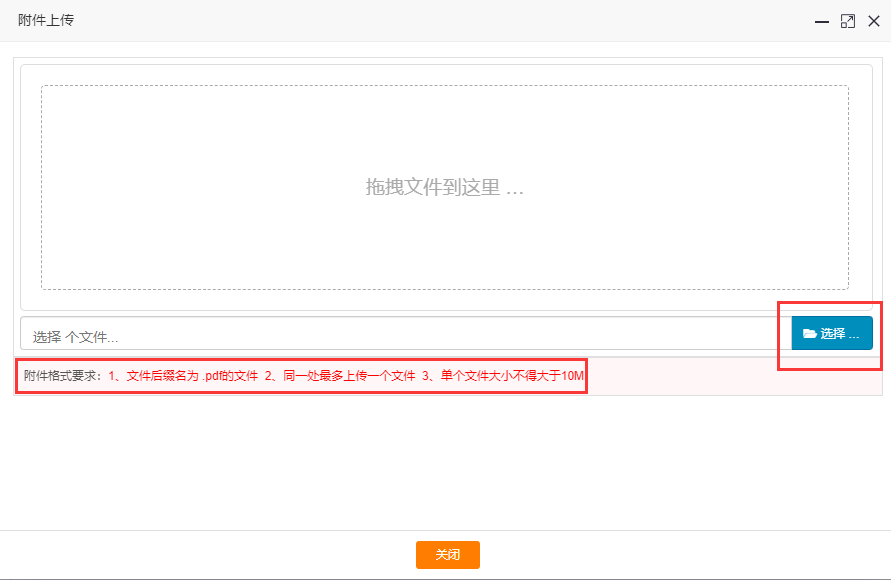 附件上传
拖拽文件到这里 …
选择 个文件...
选择 ...
附件格式要求：1、文件后缀名为 .pdf的文件 2、同一处最多上传一个文件 3、单个文件大小不得大于10M
关闭